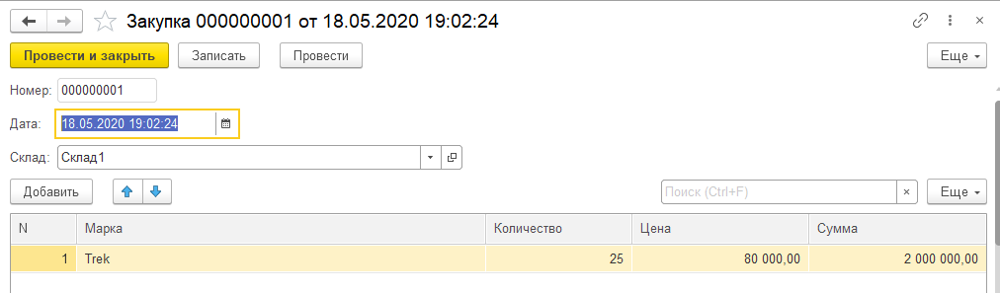 Закупка 000000001 от 18.05.2020 19:02:24
Провести и закрыть Записать Провести Еще
Номер: 000000001
Дата: 18.05.2020 19:02:24
Склад: Склад1
Добавить Поиск (Ctrl+F) × Еще
N Марка Количество Цена Сумма
1 Trek 25 80 000,00 2 000 000,00